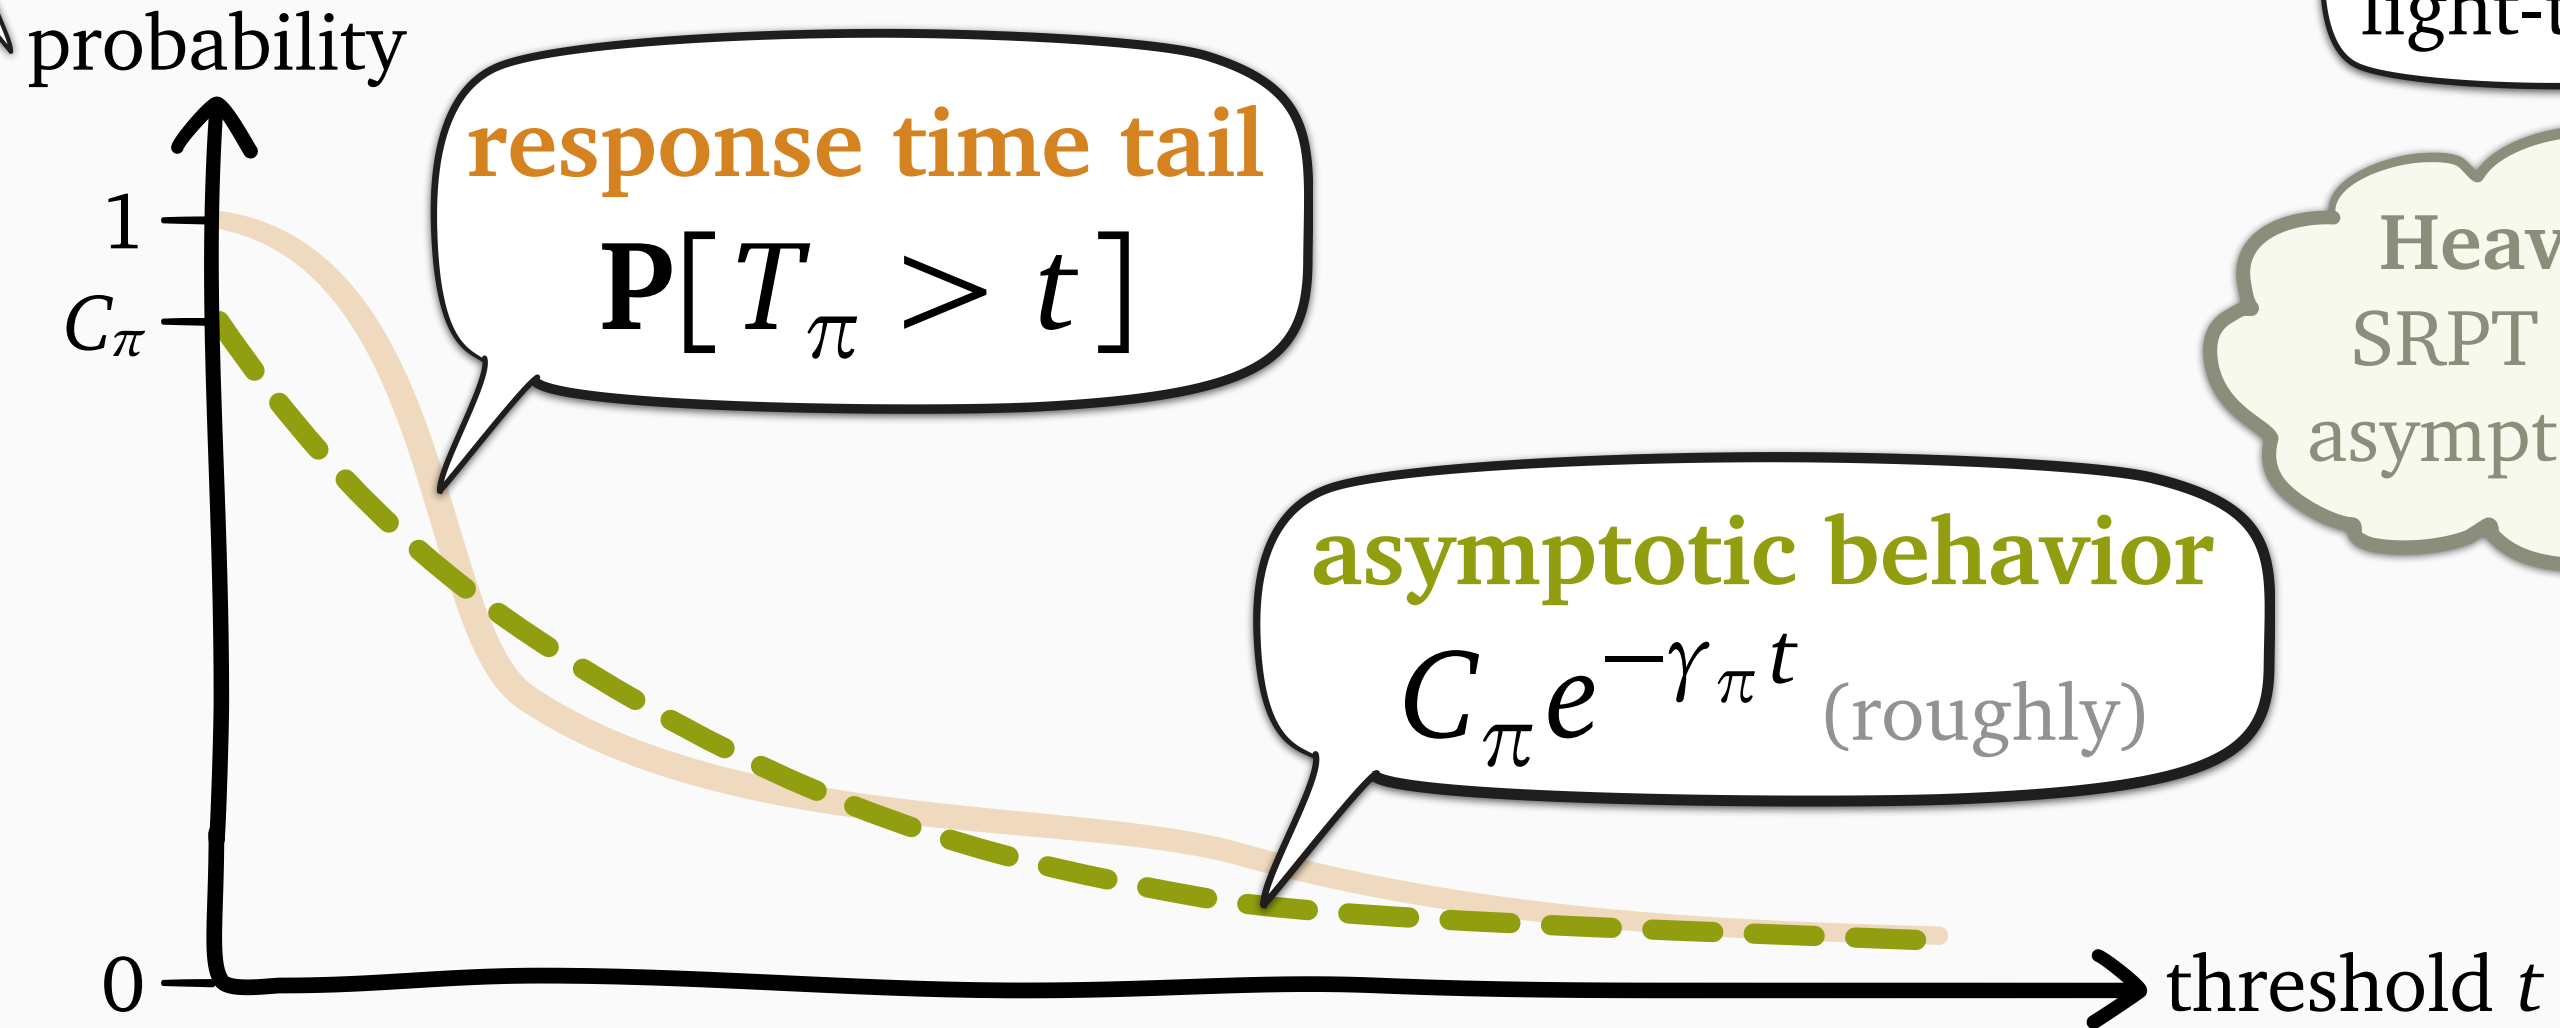 probability
response time tail
P[T_π > t]
1
C_π
asymptotic behavior
C_π e^{−γ_π t} (roughly)
0
threshold t
SRPT